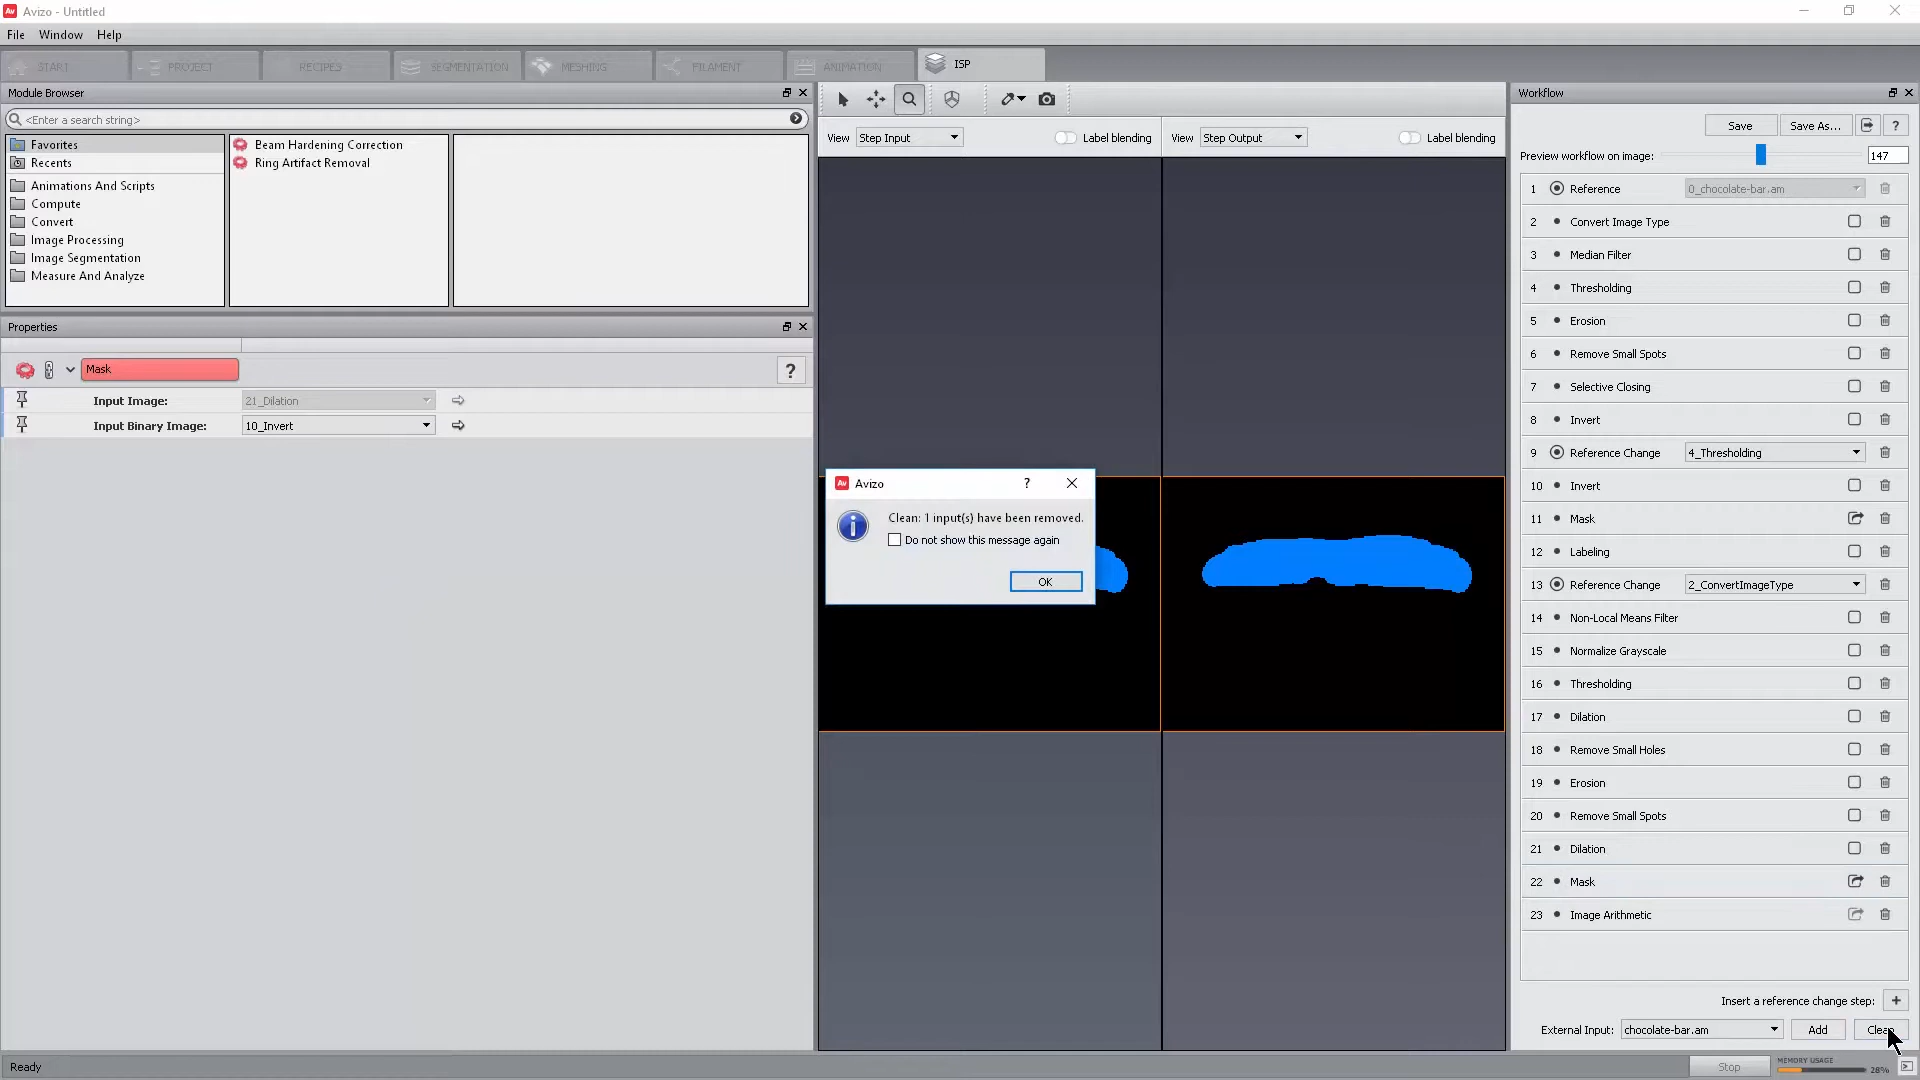 Avizo - Untitled
File Window Help
START PROJECT RECIPES SEGMENTATION MESHING FILAMENT ANIMATION ISP
Module Browser
<Enter a search string>
Favorites
Recents
Animations And Scripts
Compute
Convert
Image Processing
Image Segmentation
Measure And Analyze
Beam Hardening Correction
Ring Artifact Removal
Properties
Mask ?
Input Image: 21_Dilation
Input Binary Image: 10_Invert
View Step Input Label blending
View Step Output Label blending
Av Avizo ?
Clean: 1 input(s) have been removed.
Do not show this message again
OK
Workflow
Save Save As... ?
Preview workflow on image: 147
1 Reference 0_chocolate-bar.am
2 Convert Image Type
3 Median Filter
4 Thresholding
5 Erosion
6 Remove Small Spots
7 Selective Closing
8 Invert
9 Reference Change 4_Thresholding
10 Invert
11 Mask
12 Labeling
13 Reference Change 2_ConvertImageType
14 Non-Local Means Filter
15 Normalize Grayscale
16 Thresholding
17 Dilation
18 Remove Small Holes
19 Erosion
20 Remove Small Spots
21 Dilation
22 Mask
23 Image Arithmetic
Insert a reference change step: +
External Input: chocolate-bar.am Add Clean
Ready
Stop MEMORY USAGE 28%